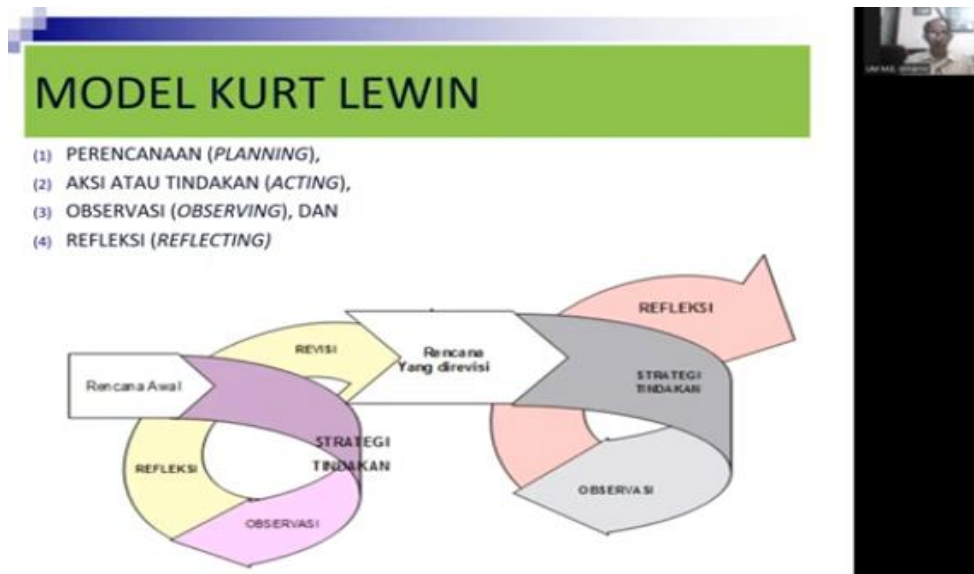 MODEL KURT LEWIN
(1) PERENCANAAN (PLANNING),
(2) AKSI ATAU TINDAKAN (ACTING),
(3) OBSERVASI (OBSERVING), DAN
(4) REFLEKSI (REFLECTING)
REFLEKSI
REVISI
Rencana
Yang direvisi
Rencana Awal
STRATEGI
TINDAKAN
STRATEGI
TINDAKAN
REFLEKSI
OBSERVASI
OBSERVASI